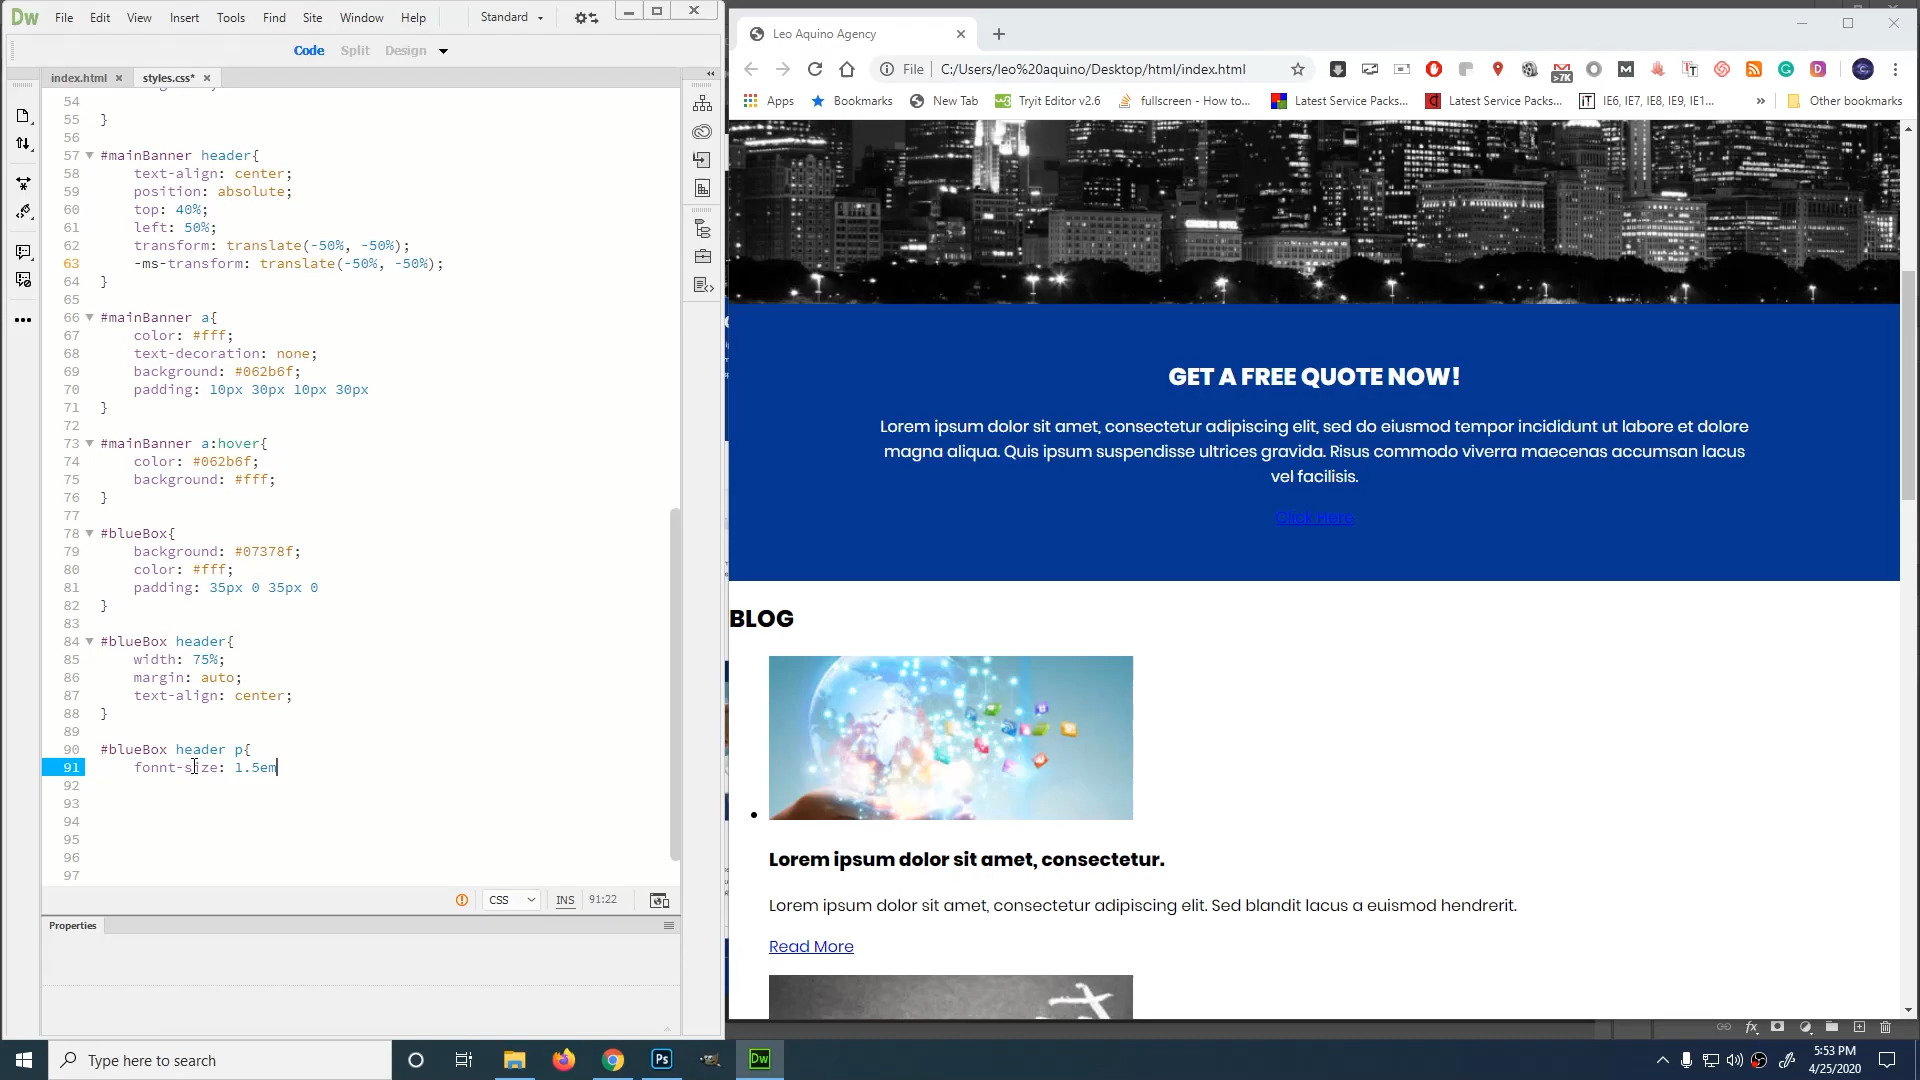 Dw File Edit View Insert Tools Find Site Window Help Standard
Code Split Design
index.html styles.css*
54
55 }
56
57 #mainBanner header{
58 text-align: center;
59 position: absolute;
60 top: 40%;
61 left: 50%;
62 transform: translate(-50%, -50%);
63 -ms-transform: translate(-50%, -50%);
64 }
65
66 #mainBanner a{
67 color: #fff;
68 text-decoration: none;
69 background: #062b6f;
70 padding: 10px 30px 10px 30px
71 }
72
73 #mainBanner a:hover{
74 color: #062b6f;
75 background: #fff;
76 }
77
78 #blueBox{
79 background: #07378f;
80 color: #fff;
81 padding: 35px 0 35px 0
82 }
83
84 #blueBox header{
85 width: 75%;
86 margin: auto;
87 text-align: center;
88 }
89
90 #blueBox header p{
91 fonnt-size: 1.5em
92
93
94
95
96
97
CSS INS 91:22
Properties
Leo Aquino Agency
File C:/Users/leo%20aquino/Desktop/html/index.html
>7K
Apps Bookmarks New Tab Tryit Editor v2.6 fullscreen - How to... Latest Service Packs... Latest Service Packs... IE6, IE7, IE8, IE9, IE1... » Other bookmarks
GET A FREE QUOTE NOW!
Lorem ipsum dolor sit amet, consectetur adipiscing elit, sed do eiusmod tempor incididunt ut labore et dolore
magna aliqua. Quis ipsum suspendisse ultrices gravida. Risus commodo viverra maecenas accumsan lacus
vel facilisis.
Click Here
BLOG
Lorem ipsum dolor sit amet, consectetur.
Lorem ipsum dolor sit amet, consectetur adipiscing elit. Sed blandit lacus a euismod hendrerit.
Read More
Type here to search
Ps
Dw
5:53 PM
4/25/2020